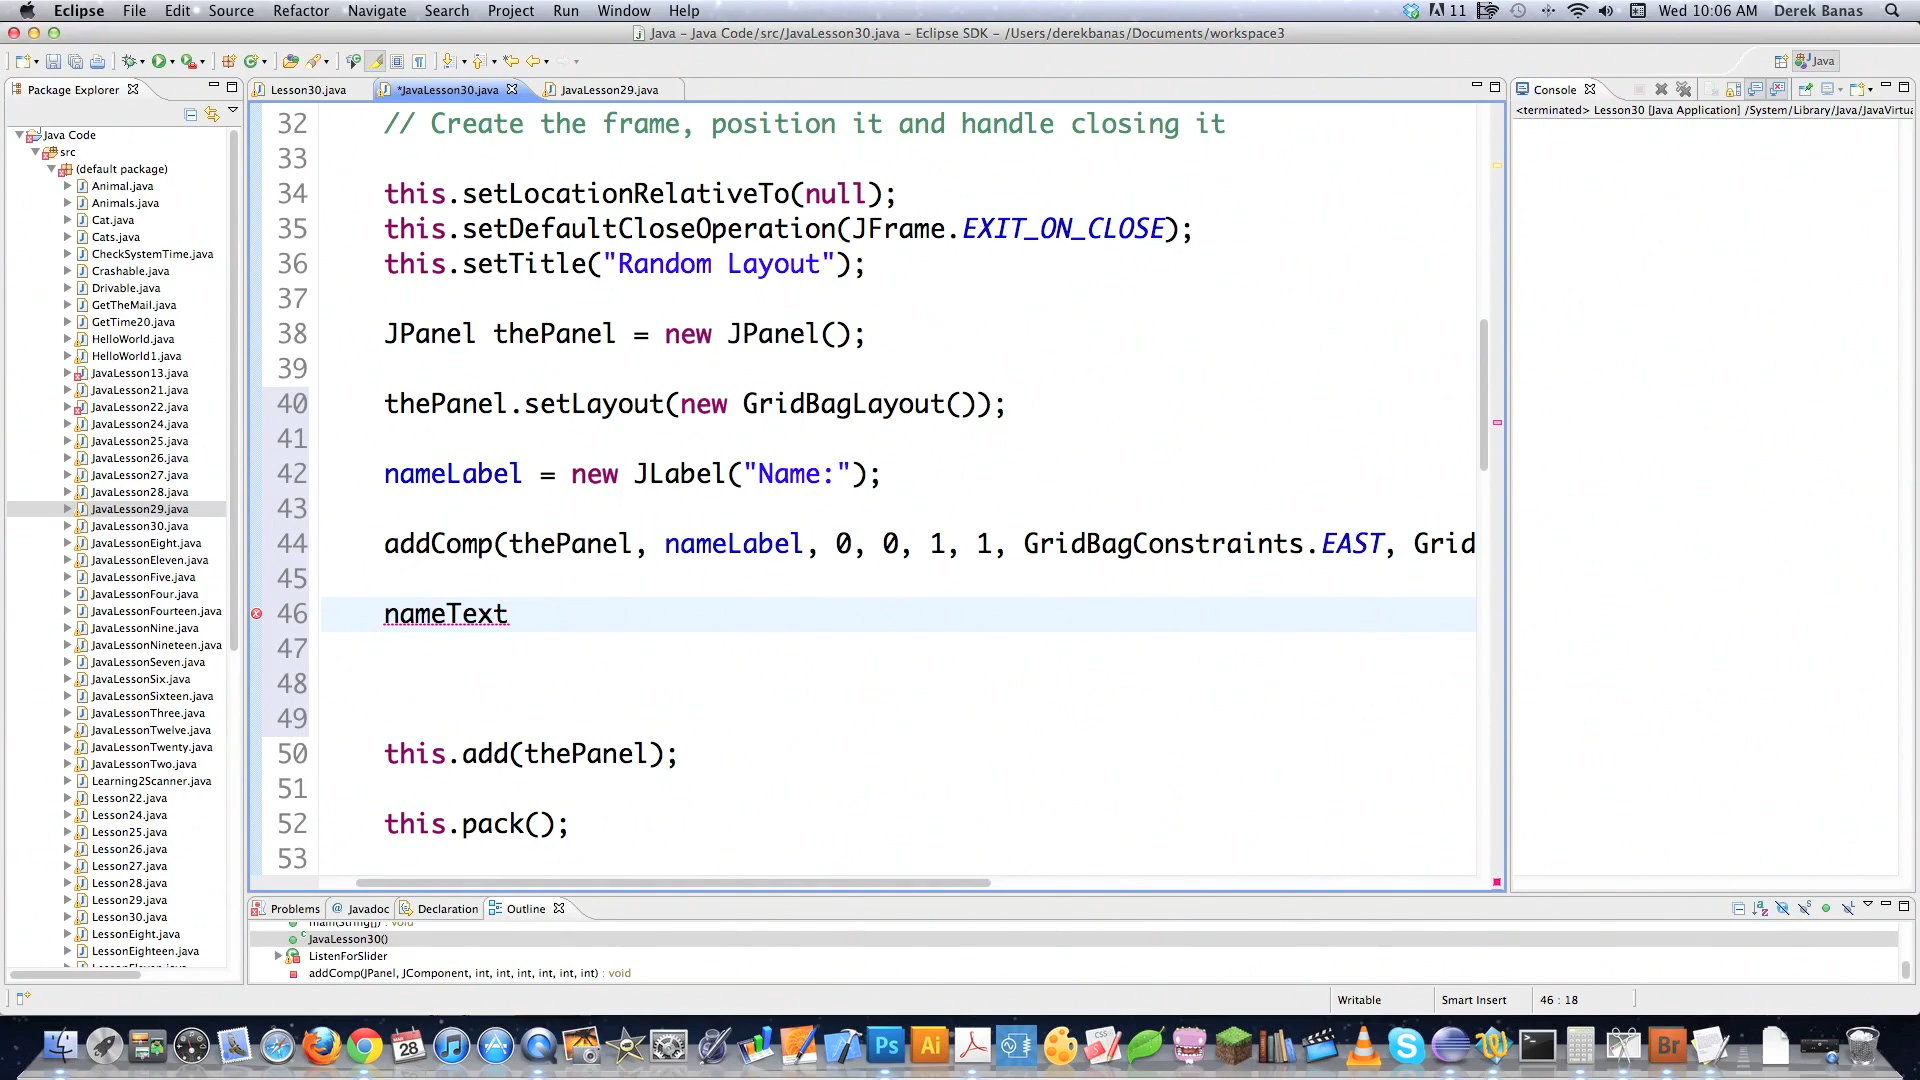 Eclipse File Edit Source Refactor Navigate Search Project Run Window Help 11 Wed 10:06 AM Derek Banas
Java – Java Code/src/JavaLesson30.java – Eclipse SDK – /Users/derekbanas/Documents/workspace3
Java
Package Explorer
Java Code
src
(default package)
Animal.java
Animals.java
Cat.java
Cats.java
CheckSystemTime.java
Crashable.java
Drivable.java
GetTheMail.java
GetTime20.java
HelloWorld.java
HelloWorld1.java
JavaLesson13.java
JavaLesson21.java
JavaLesson22.java
JavaLesson24.java
JavaLesson25.java
JavaLesson26.java
JavaLesson27.java
JavaLesson28.java
JavaLesson29.java
JavaLesson30.java
JavaLessonEight.java
JavaLessonEleven.java
JavaLessonFive.java
JavaLessonFour.java
JavaLessonFourteen.java
JavaLessonNine.java
JavaLessonNineteen.java
JavaLessonSeven.java
JavaLessonSix.java
JavaLessonSixteen.java
JavaLessonThree.java
JavaLessonTwelve.java
JavaLessonTwenty.java
JavaLessonTwo.java
Learning2Scanner.java
Lesson22.java
Lesson24.java
Lesson25.java
Lesson26.java
Lesson27.java
Lesson28.java
Lesson29.java
Lesson30.java
LessonEight.java
LessonEighteen.java
Lesson30.java *JavaLesson30.java JavaLesson29.java
32 // Create the frame, position it and handle closing it
33
34 this.setLocationRelativeTo(null);
35 this.setDefaultCloseOperation(JFrame.EXIT_ON_CLOSE);
36 this.setTitle("Random Layout");
37
38 JPanel thePanel = new JPanel();
39
40 thePanel.setLayout(new GridBagLayout());
41
42 nameLabel = new JLabel("Name:");
43
44 addComp(thePanel, nameLabel, 0, 0, 1, 1, GridBagConstraints.EAST, Grid
45
46 nameText
47
48
49
50 this.add(thePanel);
51
52 this.pack();
53
Console
<terminated> Lesson30 [Java Application] /System/Library/Java/JavaVirtua
Problems Javadoc Declaration Outline
main(String[]) : void
JavaLesson30()
ListenForSlider
addComp(JPanel, JComponent, int, int, int, int, int, int) : void
Writable Smart Insert 46 : 18
28 Ps Ai CSS Br